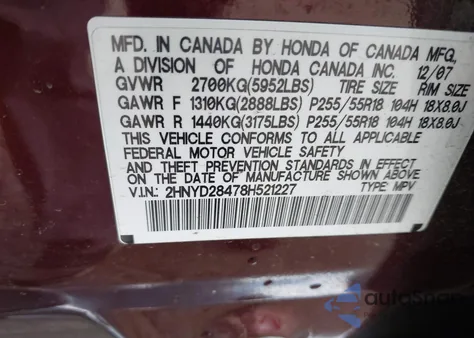 MFD. IN CANADA BY HONDA OF CANADA MFG.,
A DIVISION OF HONDA CANADA INC. 12/07
GVWR 2700KG(5952LBS) TIRE SIZE RIM SIZE
GAWR F 1310KG(2888LBS) P255/55R18 104H 18X8.0J
GAWR R 1440KG(3175LBS) P255/55R18 104H 18X8.0J
THIS VEHICLE CONFORMS TO ALL APPLICABLE
FEDERAL MOTOR VEHICLE SAFETY
AND THEFT PREVENTION STANDARDS IN EFFECT
ON THE DATE OF MANUFACTURE SHOWN ABOVE.
V.I.N.: 2HNYD28478H521227 TYPE: MPV